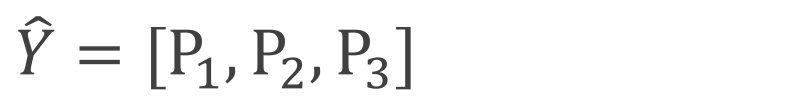 Ŷ = [P₁, P₂, P₃]